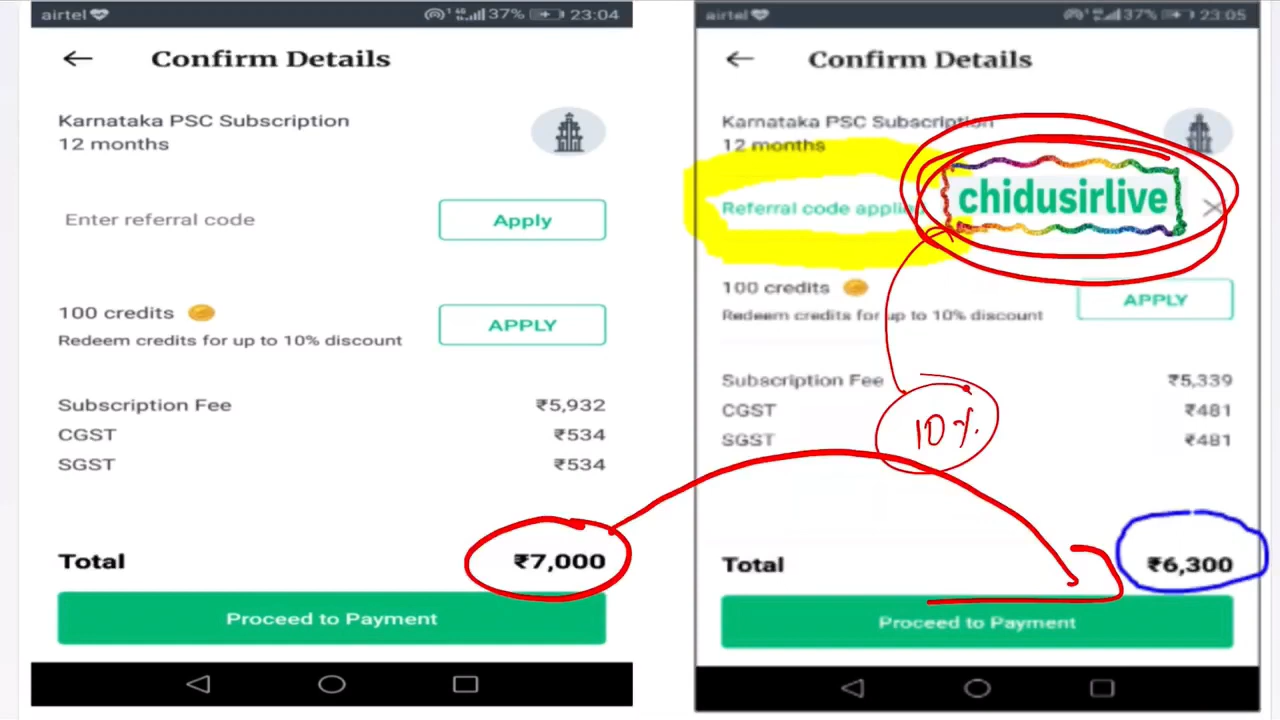 airtel 37% 23:04
Confirm Details
Karnataka PSC Subscription
12 months
Enter referral code Apply
100 credits APPLY
Redeem credits for up to 10% discount
Subscription Fee ₹5,932
CGST ₹534
SGST ₹534
Total ₹7,000
Proceed to Payment
airtel 37% 23:05
Confirm Details
Karnataka PSC Subscription
12 months
Referral code applie chidusirlive
100 credits APPLY
Redeem credits for up to 10% discount
Subscription Fee ₹5,339
CGST ₹481
SGST ₹481
10%
Total ₹6,300
Proceed to Payment